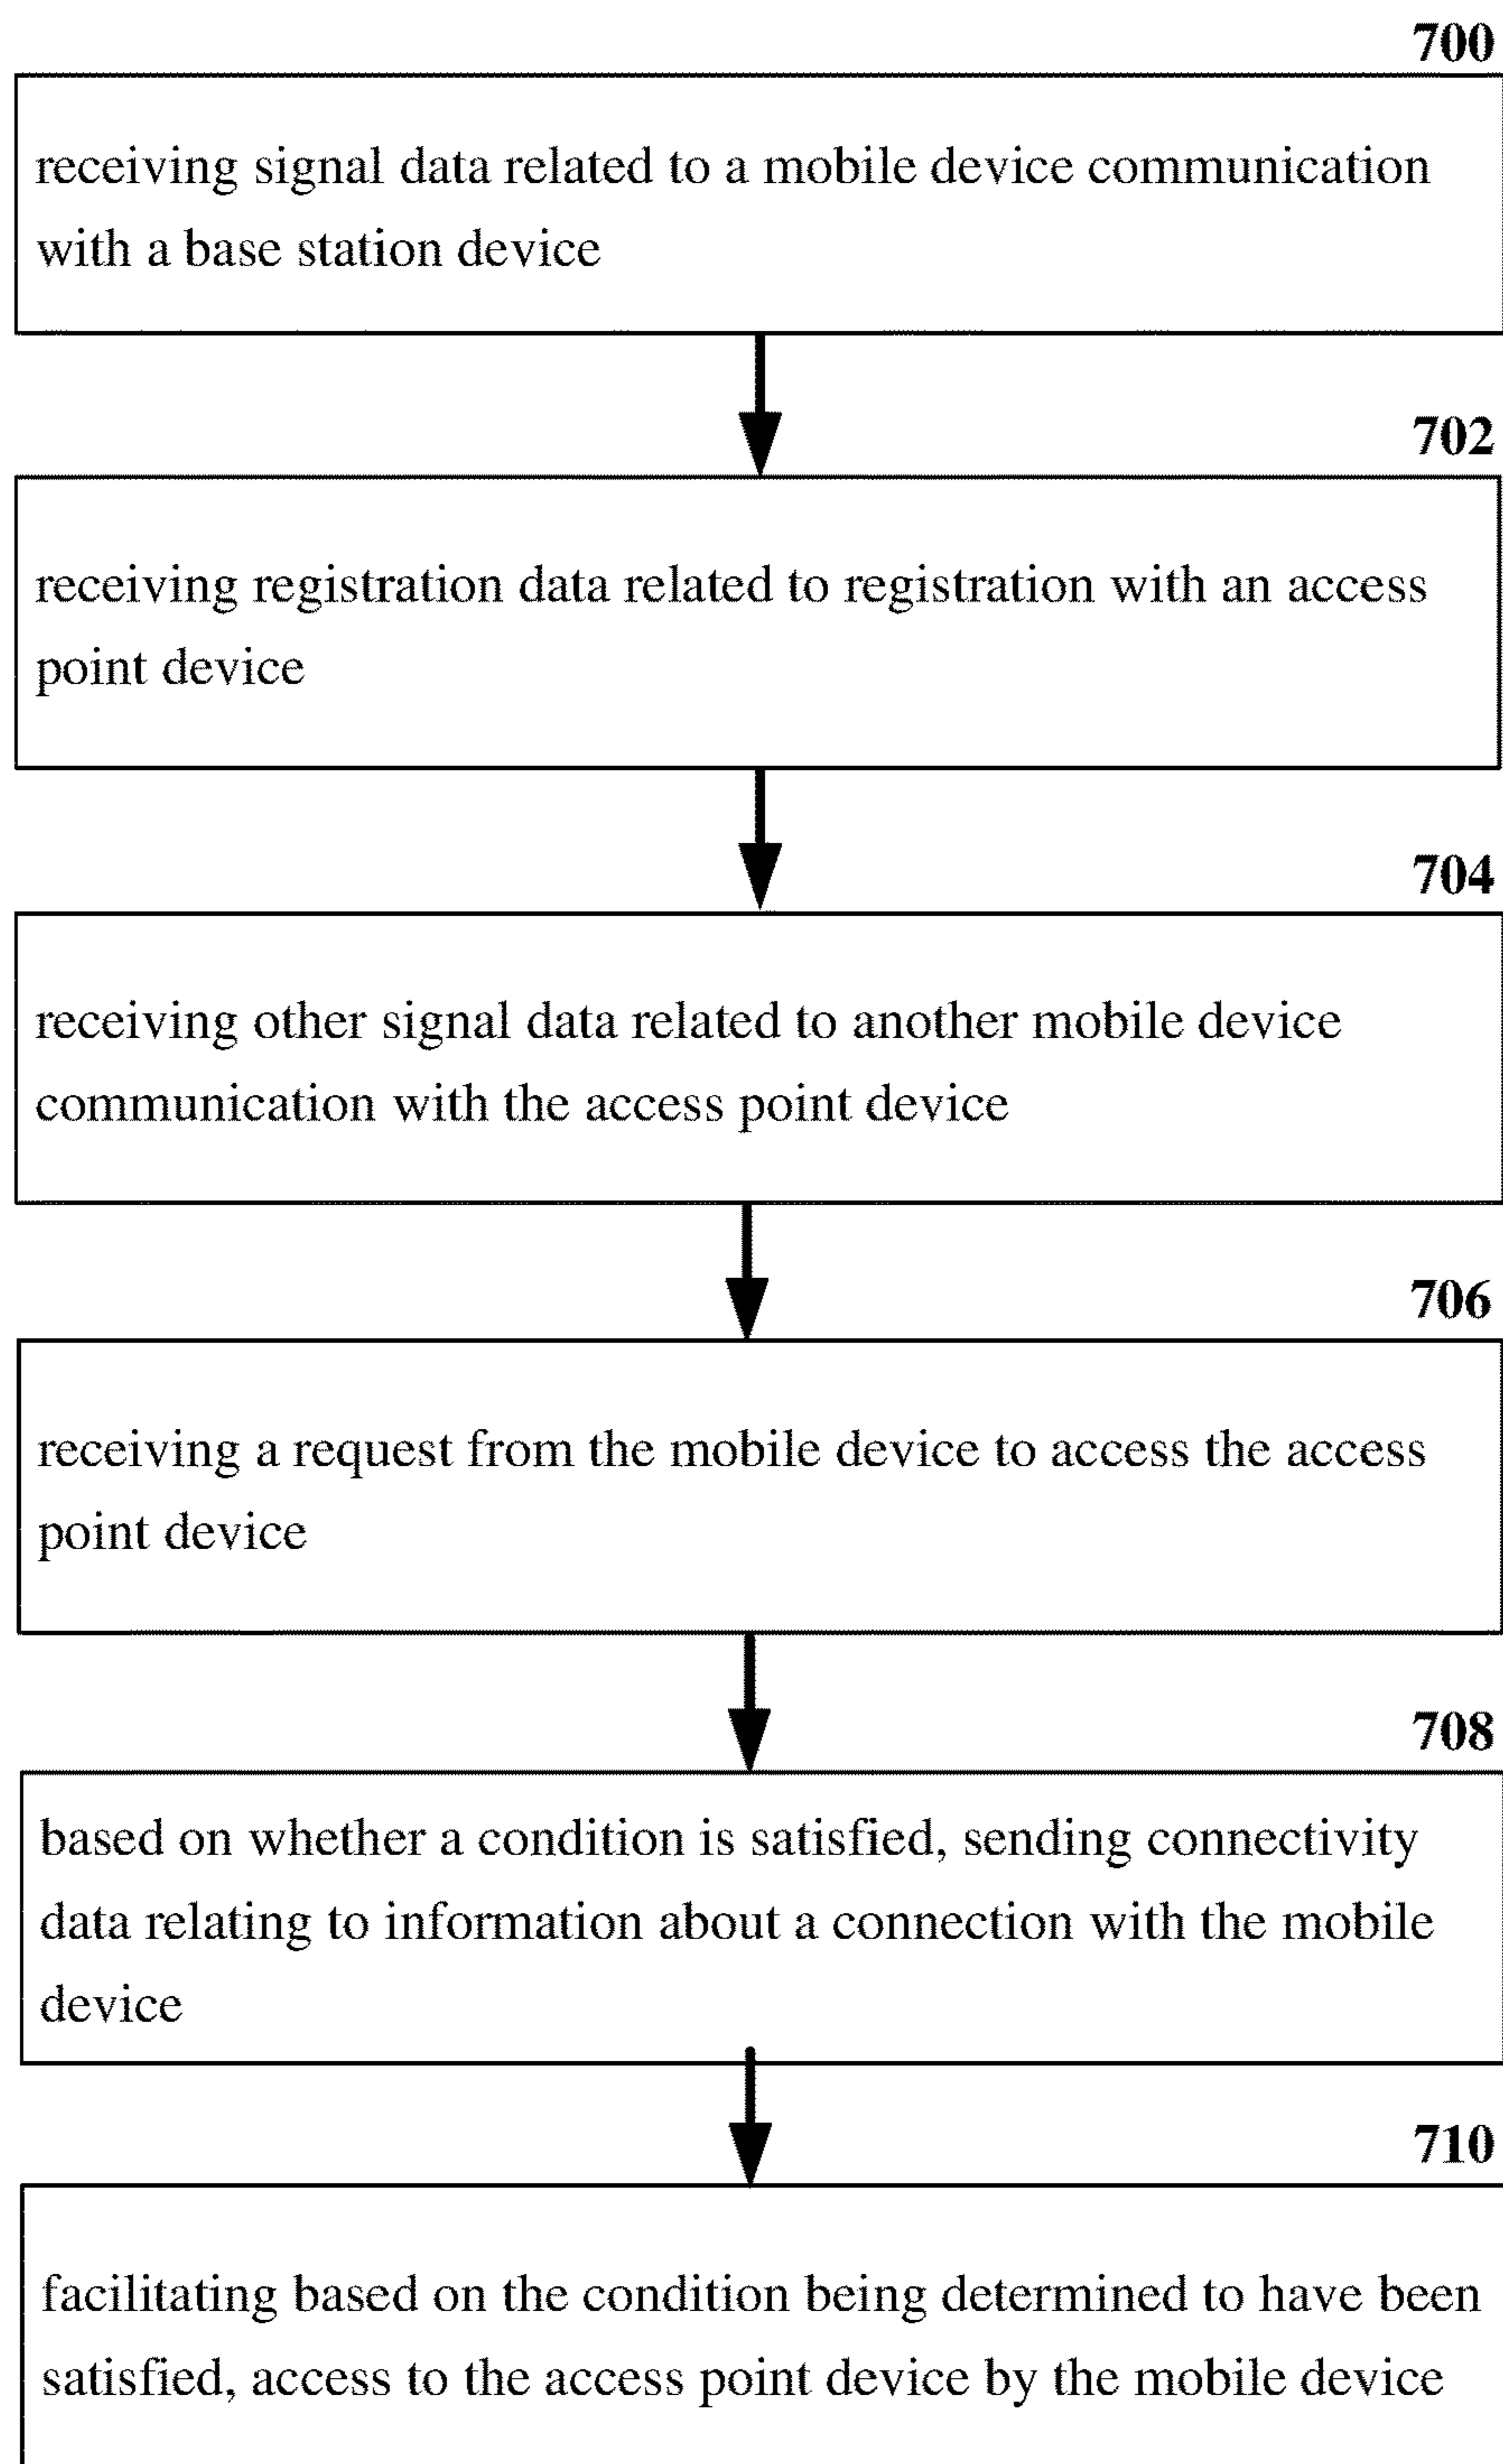 700
receiving signal data related to a mobile device communication
with a base station device
702
receiving registration data related to registration with an access
point device
704
receiving other signal data related to another mobile device
communication with the access point device
706
receiving a request from the mobile device to access the access
point device
708
based on whether a condition is satisfied, sending connectivity
data relating to information about a connection with the mobile
device
710
facilitating based on the condition being determined to have been
satisfied, access to the access point device by the mobile device